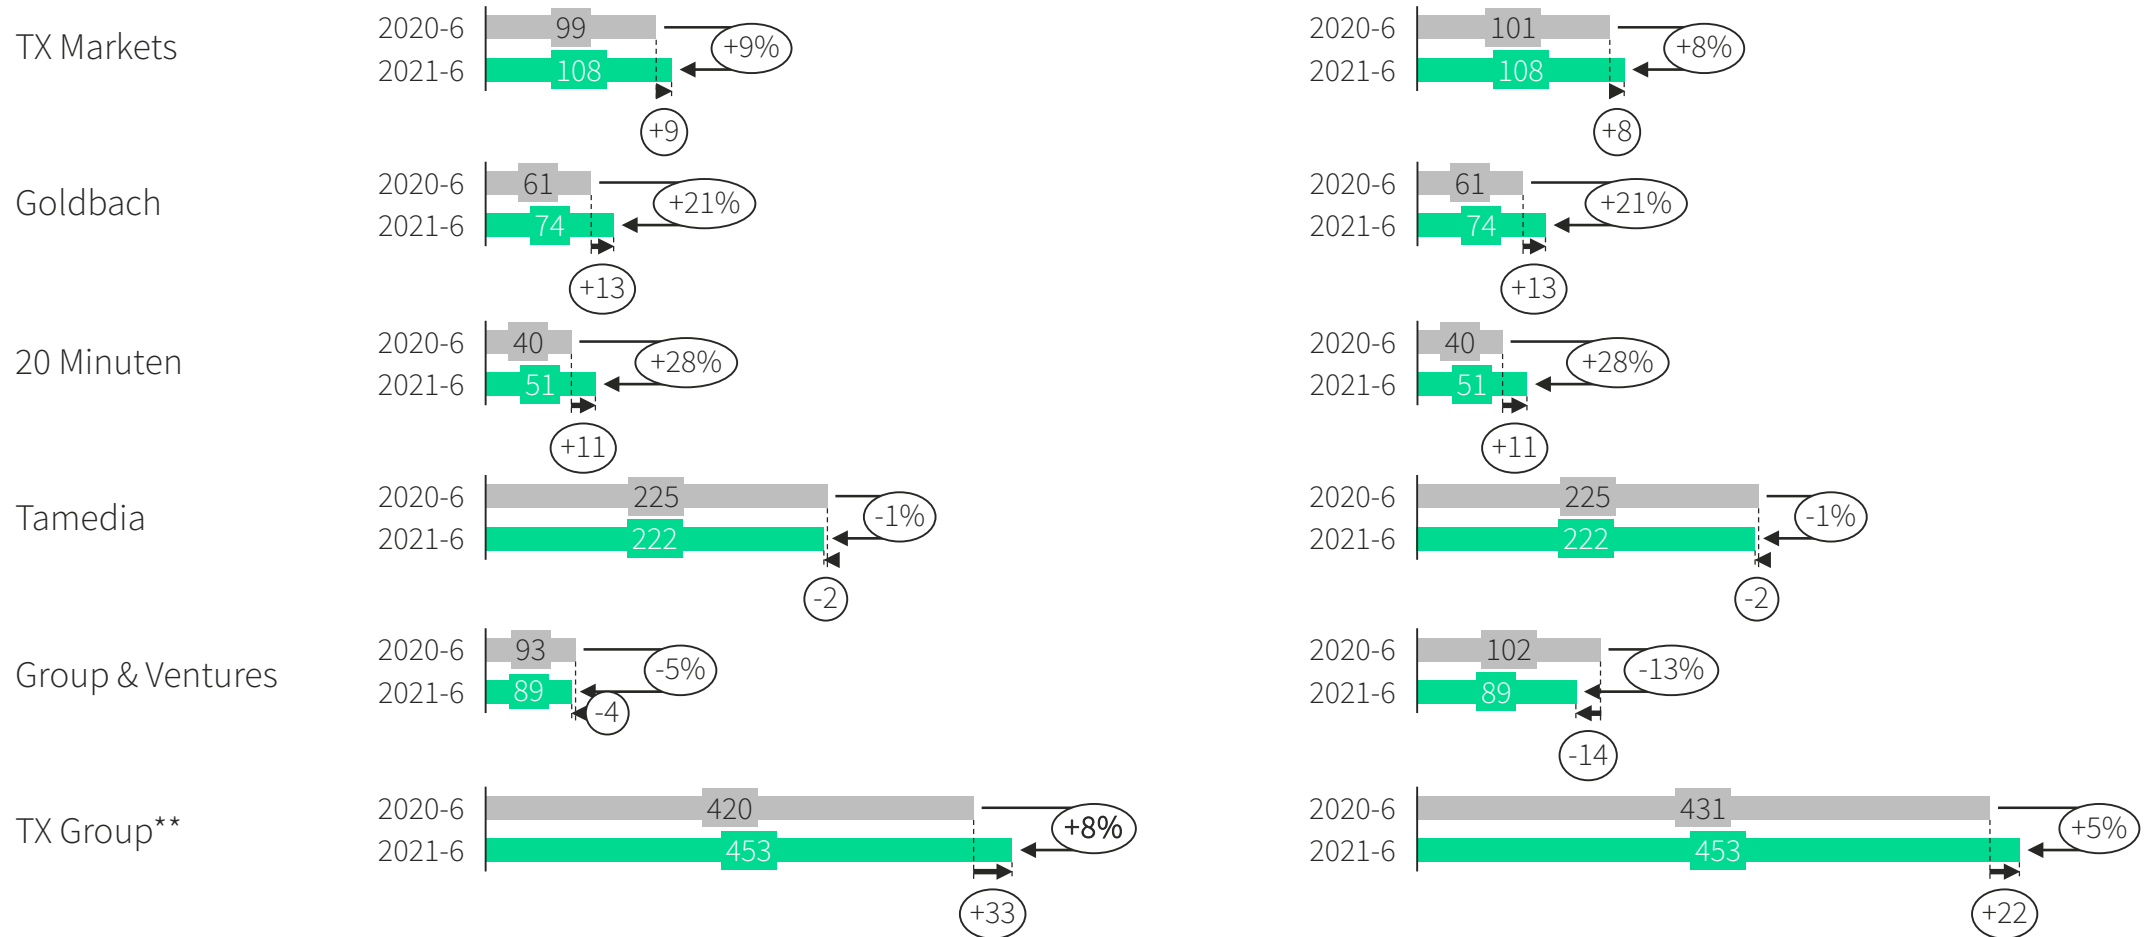 TX Markets
2020-6 99 +9%
2021-6 108
+9
2020-6 101 +8%
2021-6 108
+8
Goldbach
2020-6 61 +21%
2021-6 74
+13
2020-6 61 +21%
2021-6 74
+13
20 Minuten
2020-6 40 +28%
2021-6 51
+11
2020-6 40 +28%
2021-6 51
+11
Tamedia
2020-6 225 -1%
2021-6 222
-2
2020-6 225 -1%
2021-6 222
-2
Group & Ventures
2020-6 93 -5%
2021-6 89
-4
2020-6 102 -13%
2021-6 89
-14
TX Group**
2020-6 420 +8%
2021-6 453
+33
2020-6 431 +5%
2021-6 453
+22